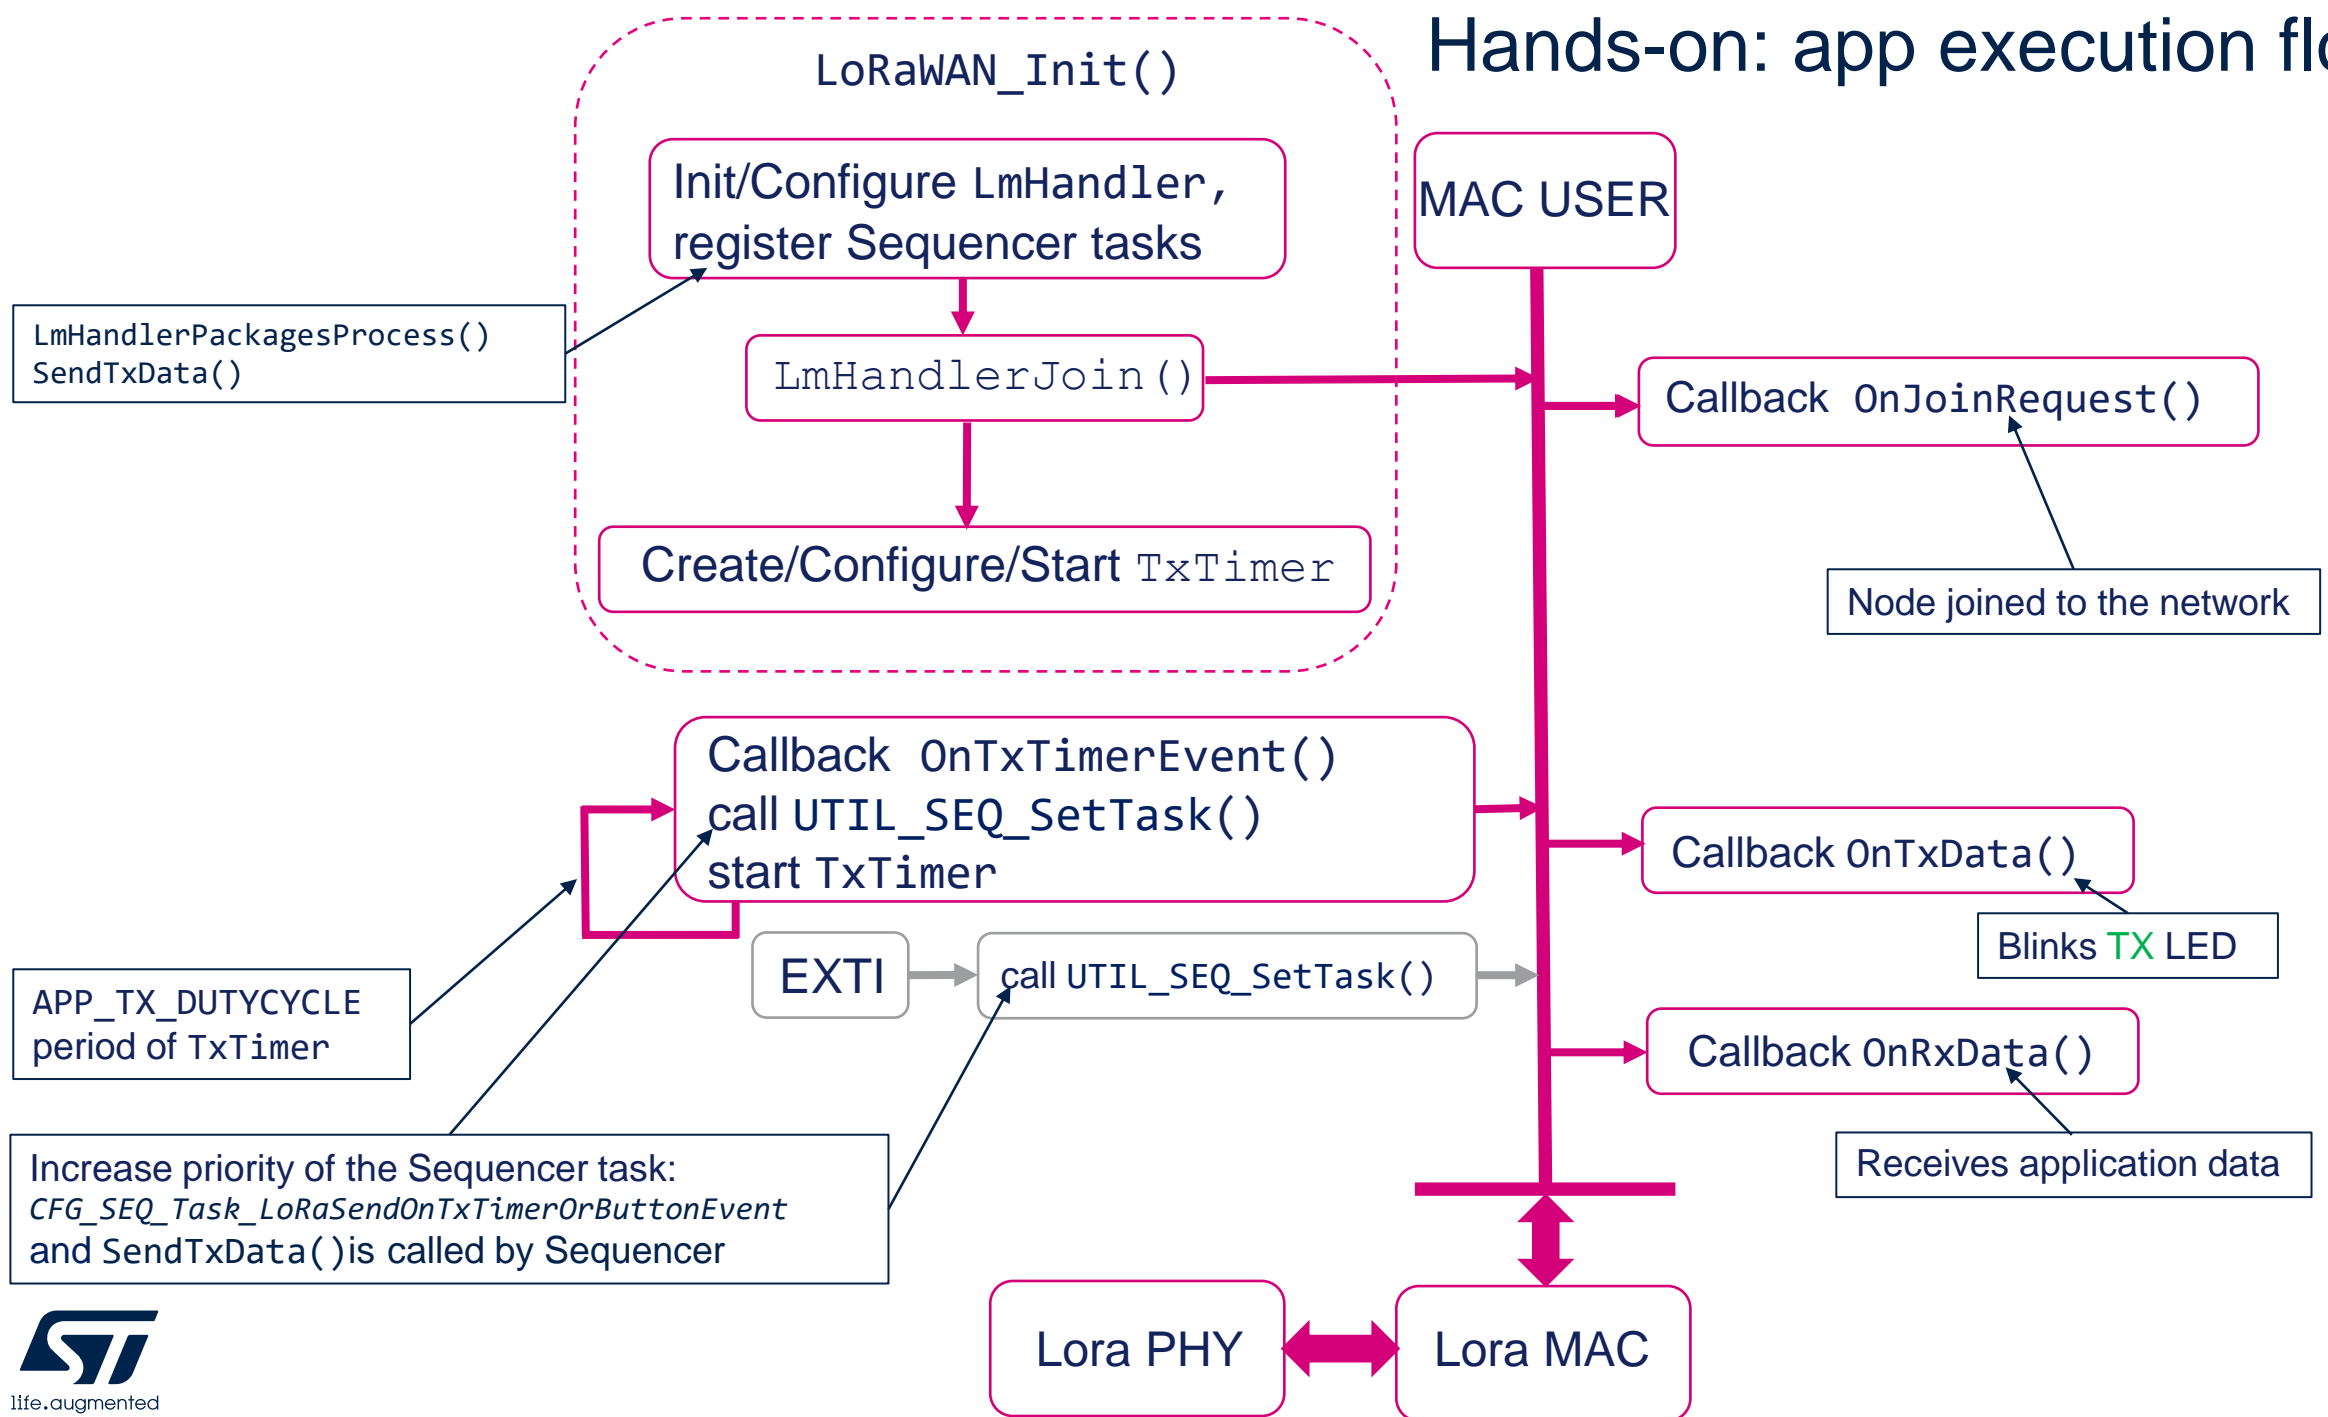 Hands-on: app execution flo
LoRaWAN_Init()
Init/Configure LmHandler,
register Sequencer tasks
MAC USER
LmHandlerPackagesProcess()
SendTxData()
LmHandlerJoin()
Callback OnJoinRequest()
Create/Configure/Start TxTimer
Node joined to the network
Callback OnTxTimerEvent()
call UTIL_SEQ_SetTask()
start TxTimer
Callback OnTxData()
Blinks TX LED
EXTI
call UTIL_SEQ_SetTask()
APP_TX_DUTYCYCLE
period of TxTimer
Callback OnRxData()
Receives application data
Increase priority of the Sequencer task:
CFG_SEQ_Task_LoRaSendOnTxTimerOrButtonEvent
and SendTxData()is called by Sequencer
Lora PHY
Lora MAC
ST
life.augmented